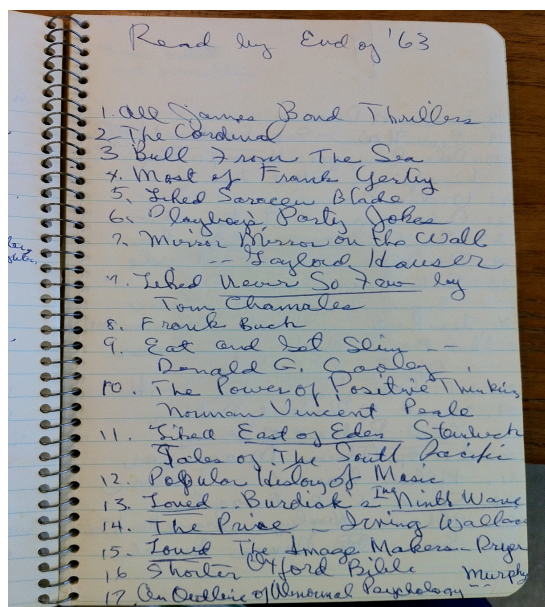 Read by End of '63
1. All James Bond Thrillers
2 The Cardinal
3 Bull From The Sea
4. Most of Frank Yerby
5. Liked Saracen Blade
6. Playboy's Party Jokes
7. Mirror Mirror on the Wall
-- Gaylord Hauser
7. Liked Never So Few by
Tom Chamales
8. Frank Buck
9. Eat and Get Slim --
Donald G. Cooley
10. The Power of Positive Thinking
Norman Vincent Peale
11. Liked East of Eden Steinbeck
Tales of The South Pacific
12. Popular History of Music
13. Loved - Burdick's The Ninth Wave
14. The Prize - Irving Wallace
15. Loved The Image Makers - Dryer
16 Shorter Oxford Bible
17. An Outline of Abnormal Psychology -- Murphy